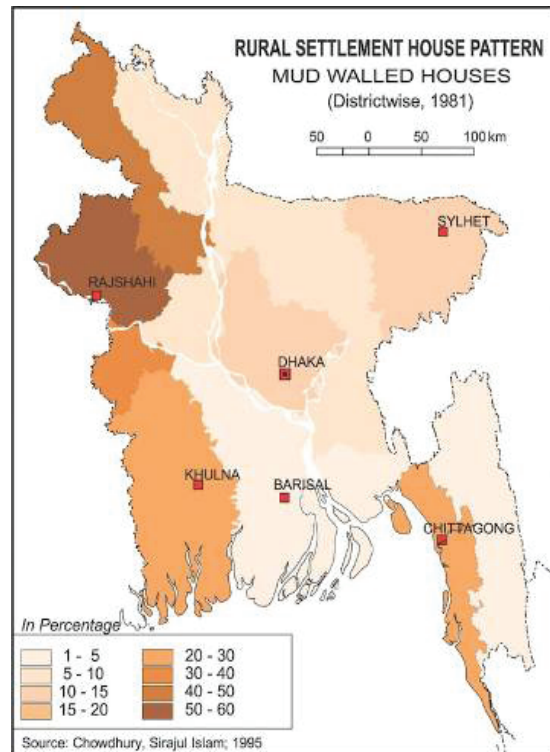 RURAL SETTLEMENT HOUSE PATTERN
MUD WALLED HOUSES
(Districtwise, 1981)
50 0 50 100 km
SYLHET
RAJSHAHI
DHAKA
KHULNA
BARISAL
CHITTAGONG
In Percentage
1 - 5
5 - 10
10 - 15
15 - 20
20 - 30
30 - 40
40 - 50
50 - 60
Source: Chowdhury, Sirajul Islam; 1995